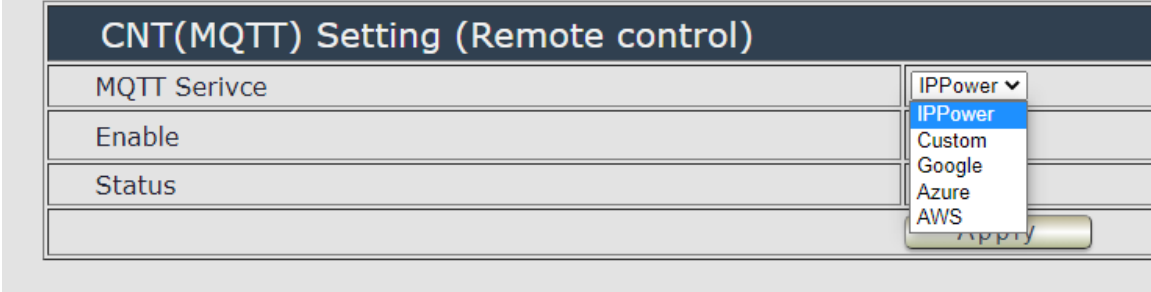 CNT(MQTT) Setting (Remote control)
MQTT Serivce
IPPower
IPPower
Enable
Custom
Google
Status
Azure
AWS
Apply